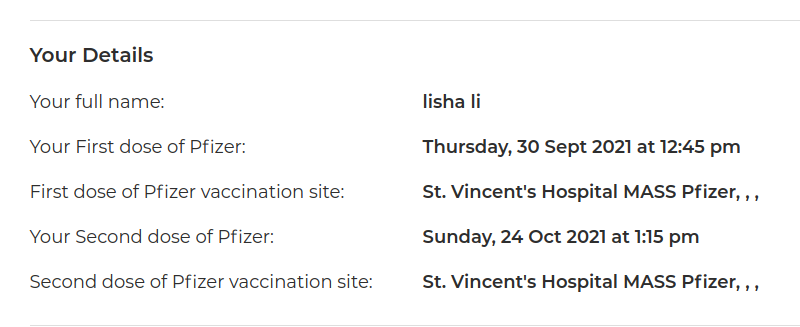 Your Details
Your full name: lisha li
Your First dose of Pfizer: Thursday, 30 Sept 2021 at 12:45 pm
First dose of Pfizer vaccination site: St. Vincent's Hospital MASS Pfizer, , ,
Your Second dose of Pfizer: Sunday, 24 Oct 2021 at 1:15 pm
Second dose of Pfizer vaccination site: St. Vincent's Hospital MASS Pfizer, , ,